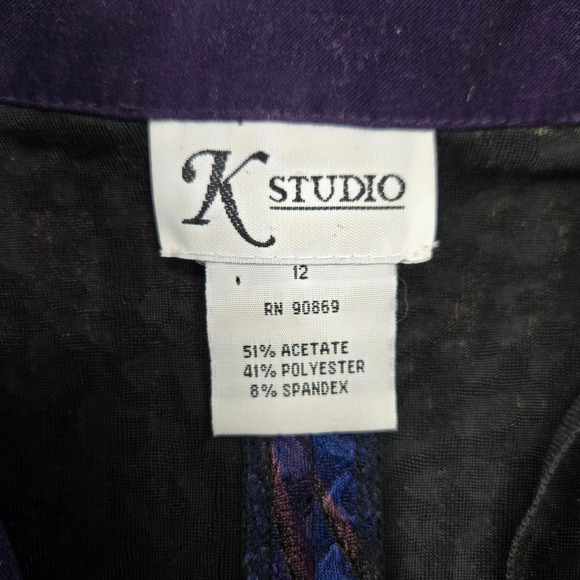 K STUDIO
12
RN 90869
51% ACETATE
41% POLYESTER
8% SPANDEX